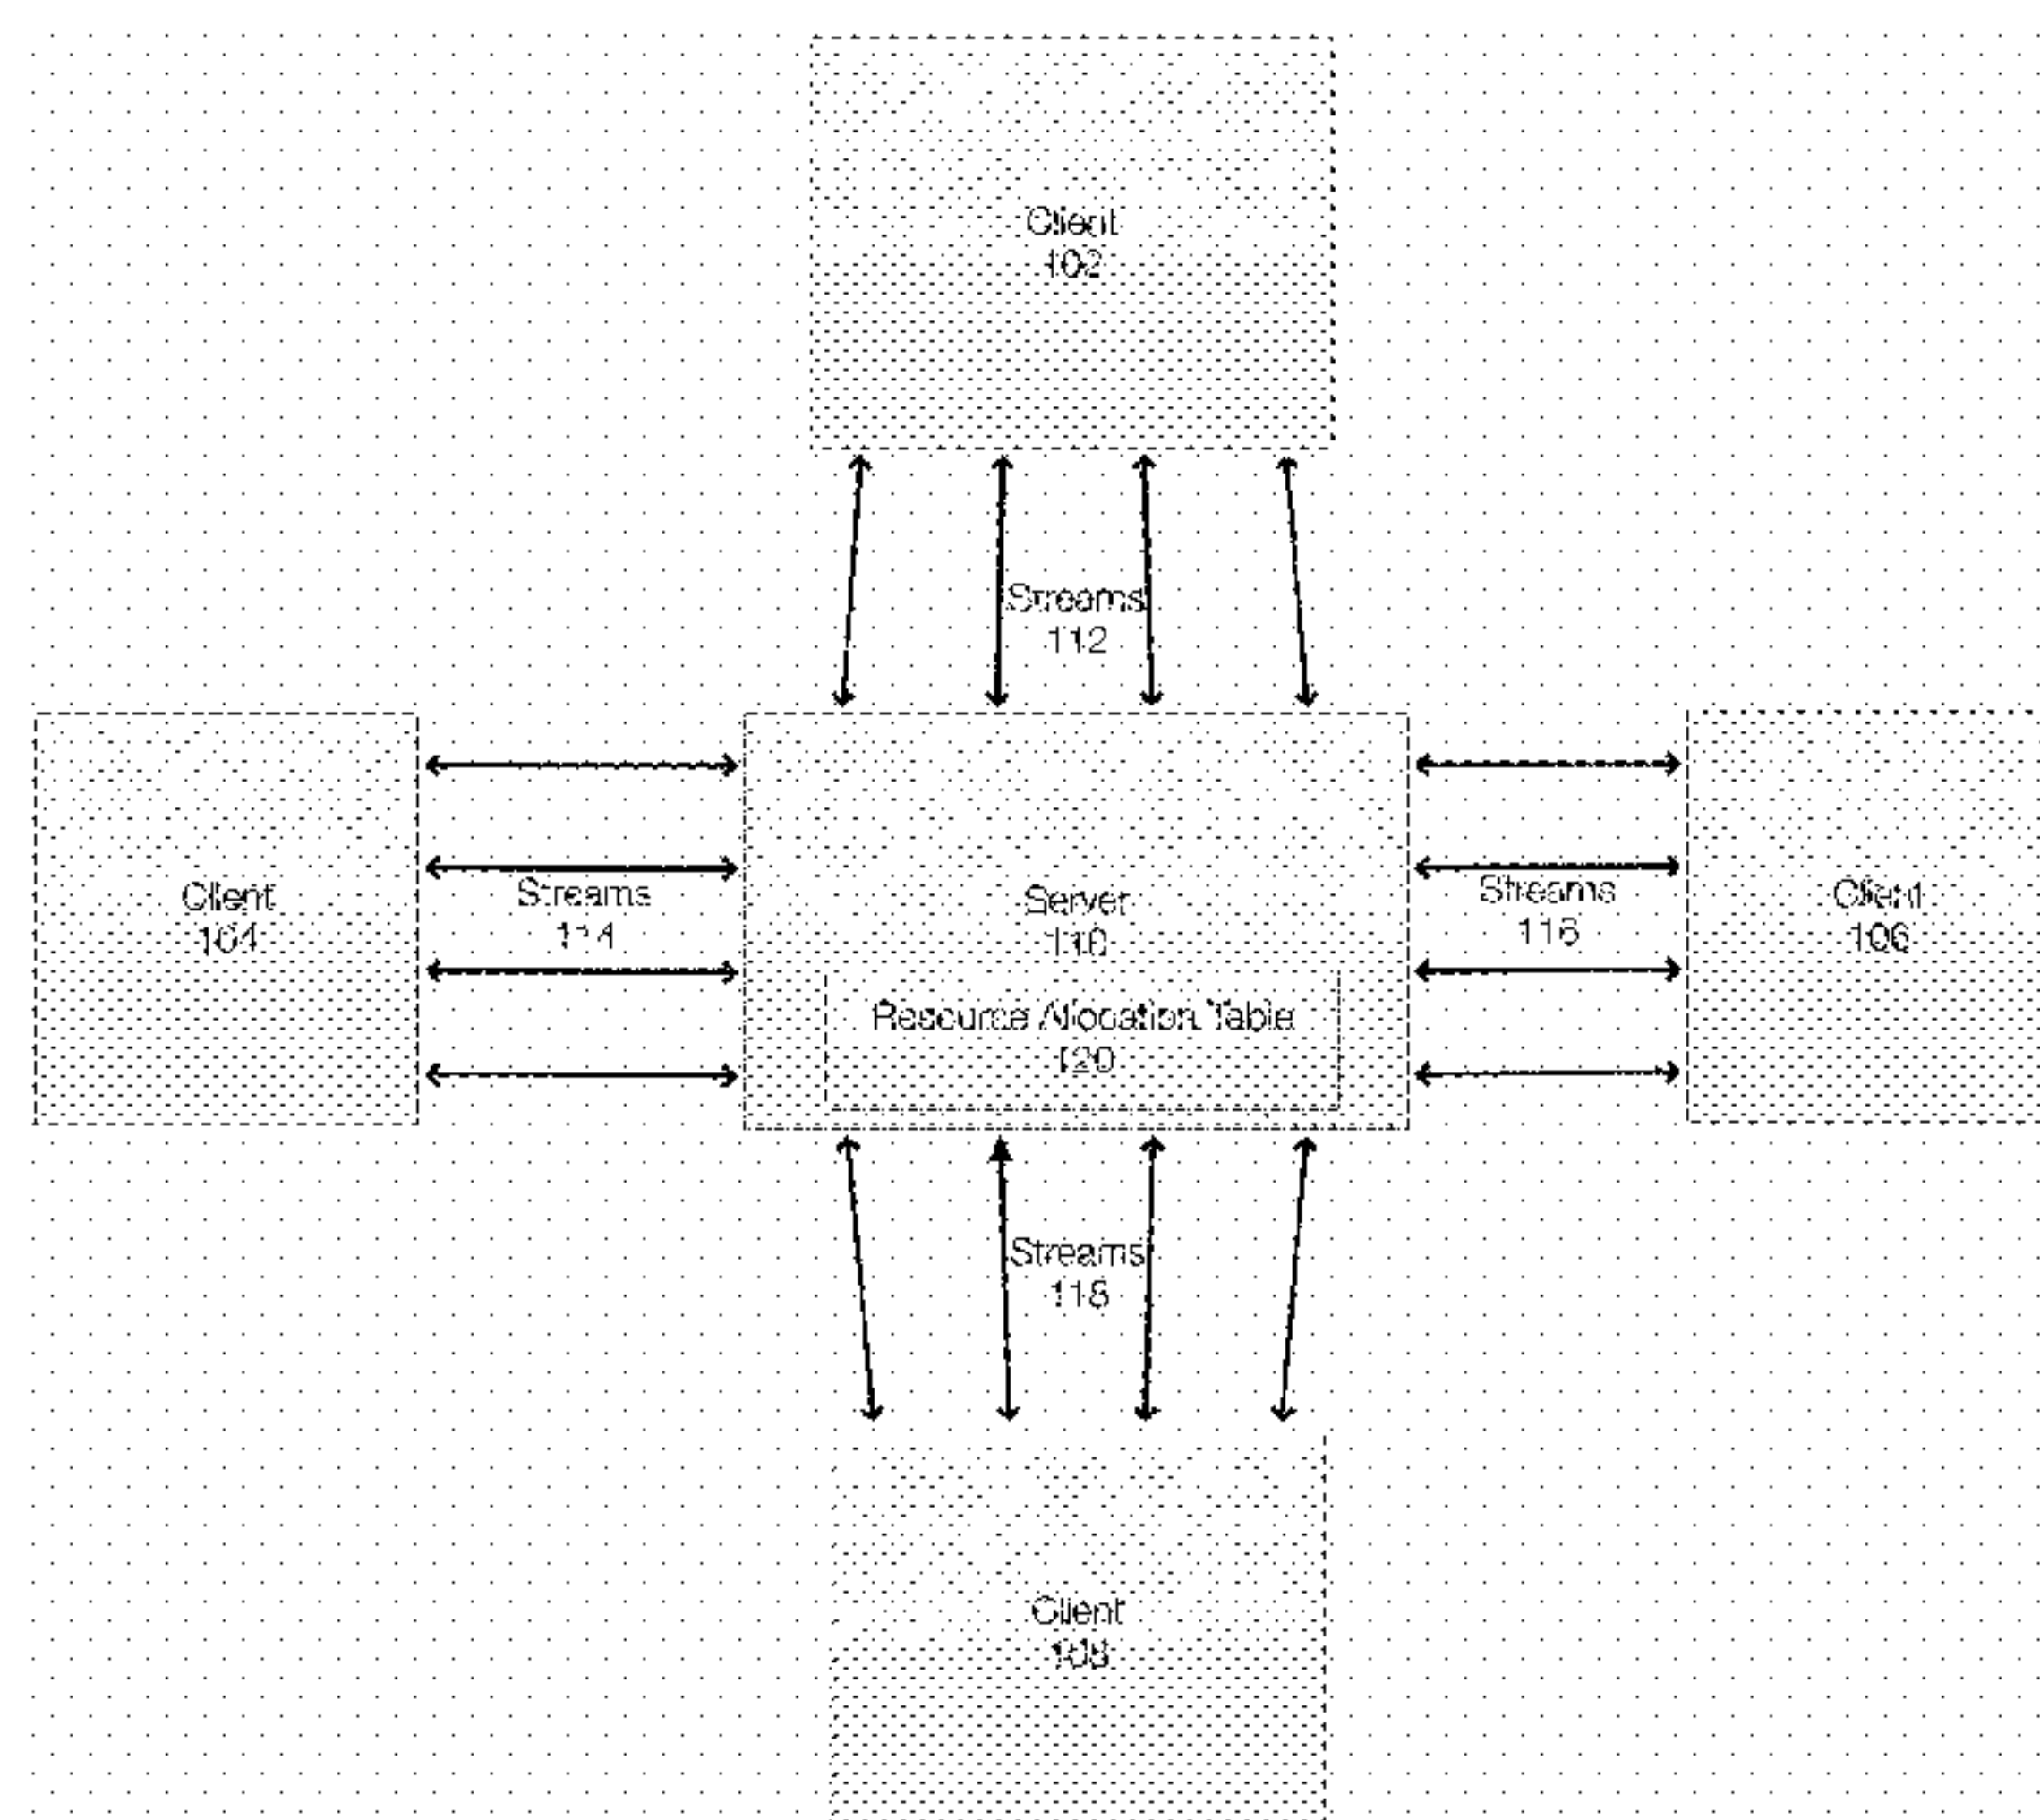 Client
102
Streams
112
Client
104
Streams
114
Server
110
Resource Allocation Table
120
Streams
116
Client
106
Streams
118
Client
108